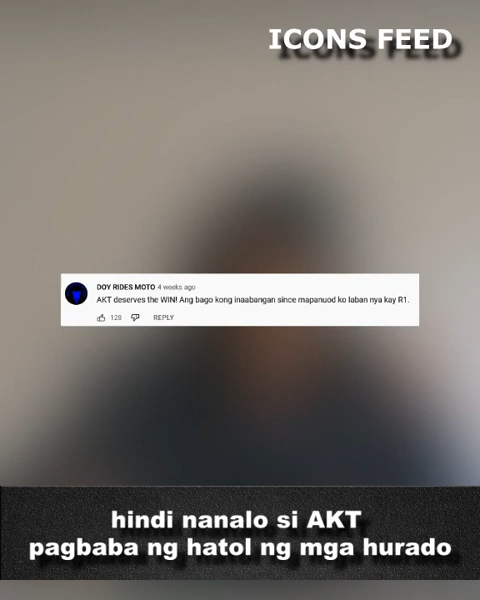 ICONS FEED
DOY RIDES MOTO 4 weeks ago
AKT deserves the WIN! Ang bago kong inaabangan since mapanuod ko laban nya kay R1.
128 REPLY
hindi nanalo si AKT
pagbaba ng hatol ng mga hurado